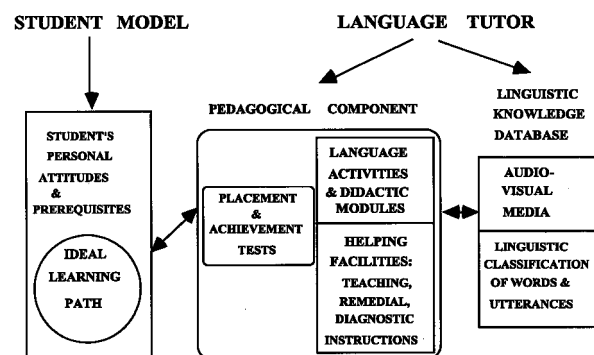 STUDENT MODEL
LANGUAGE TUTOR
STUDENT'S
PERSONAL
ATTITUDES
&
PREREQUISITES
IDEAL
LEARNING
PATH
PEDAGOGICAL COMPONENT
PLACEMENT
&
ACHIEVEMENT
TESTS
LANGUAGE
ACTIVITIES
& DIDACTIC
MODULES
HELPING
FACILITIES:
TEACHING,
REMEDIAL,
DIAGNOSTIC
INSTRUCTIONS
LINGUISTIC
KNOWLEDGE
DATABASE
AUDIO-
VISUAL
MEDIA
LINGUISTIC
CLASSIFICATION
OF WORDS &
UTTERANCES